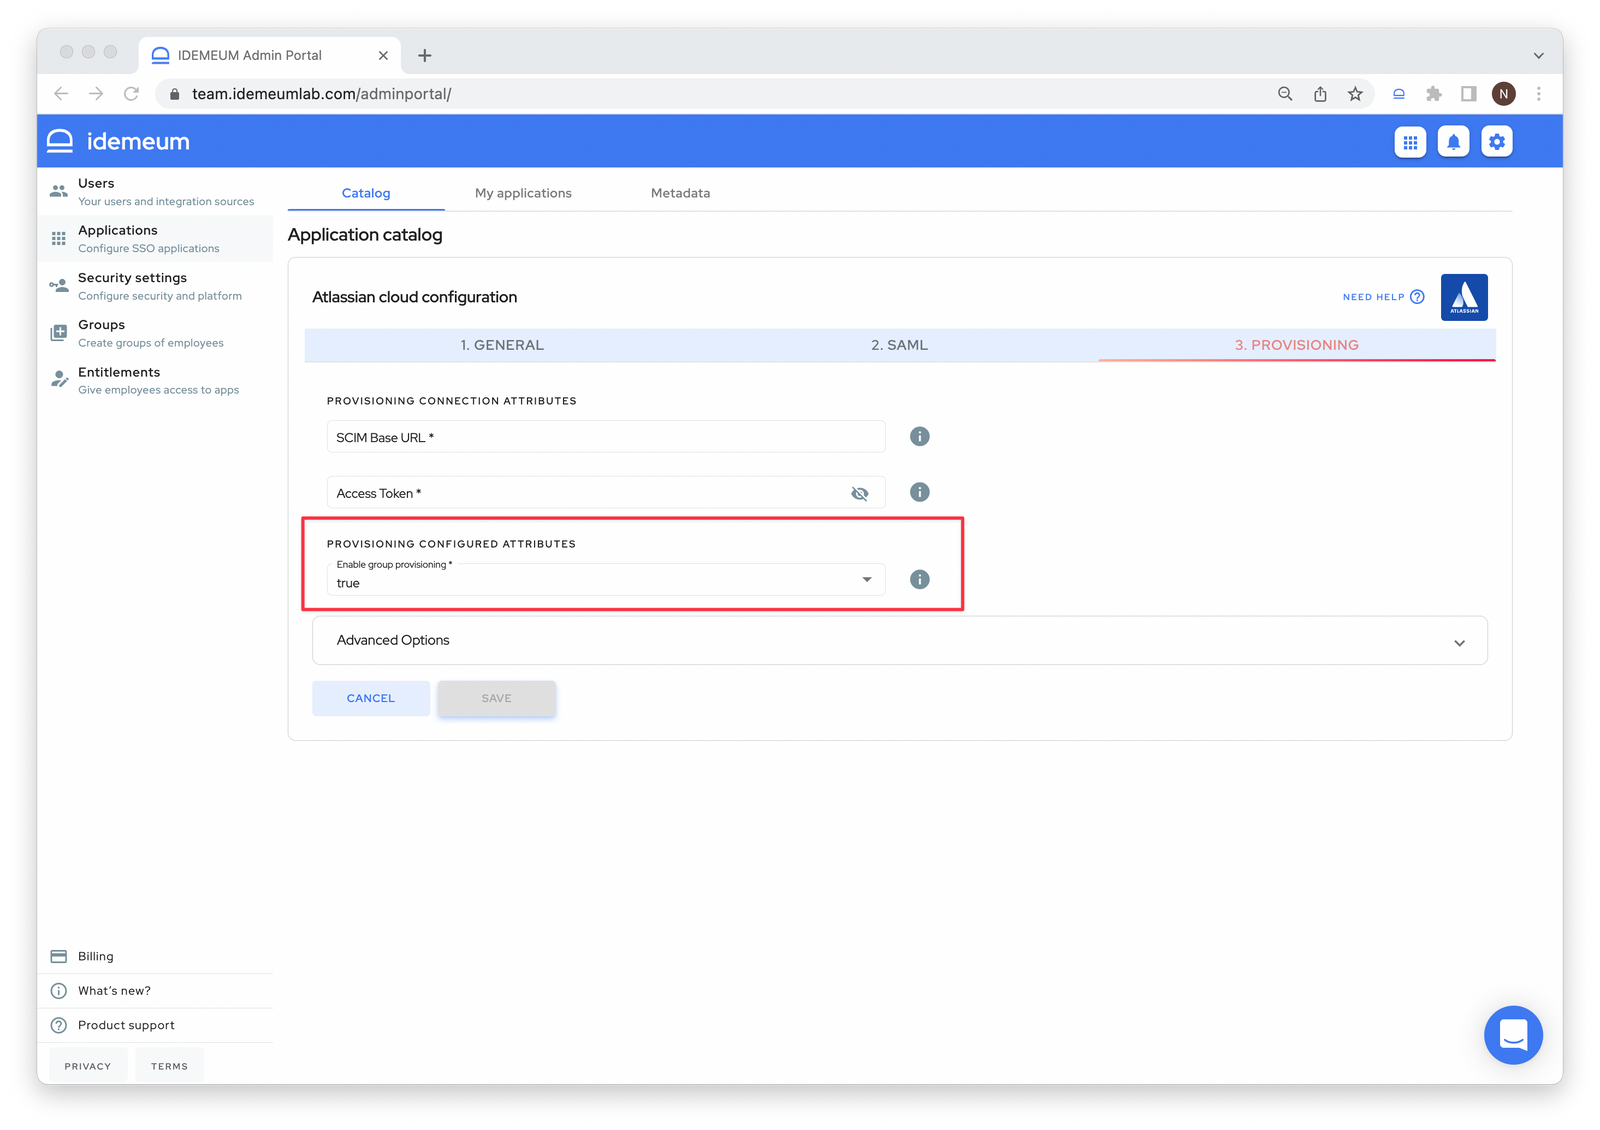 IDEMEUM Admin Portal
team.idemeumlab.com/adminportal/
N
idemeum
Users
Your users and integration sources
Applications
Configure SSO applications
Security settings
Configure security and platform
Groups
Create groups of employees
Entitlements
Give employees access to apps
Catalog
My applications
Metadata
Application catalog
Atlassian cloud configuration
NEED HELP
ATLASSIAN
1. GENERAL
2. SAML
3. PROVISIONING
PROVISIONING CONNECTION ATTRIBUTES
SCIM Base URL *
Access Token *
PROVISIONING CONFIGURED ATTRIBUTES
Enable group provisioning *
true
Advanced Options
CANCEL
SAVE
Billing
What's new?
Product support
PRIVACY
TERMS